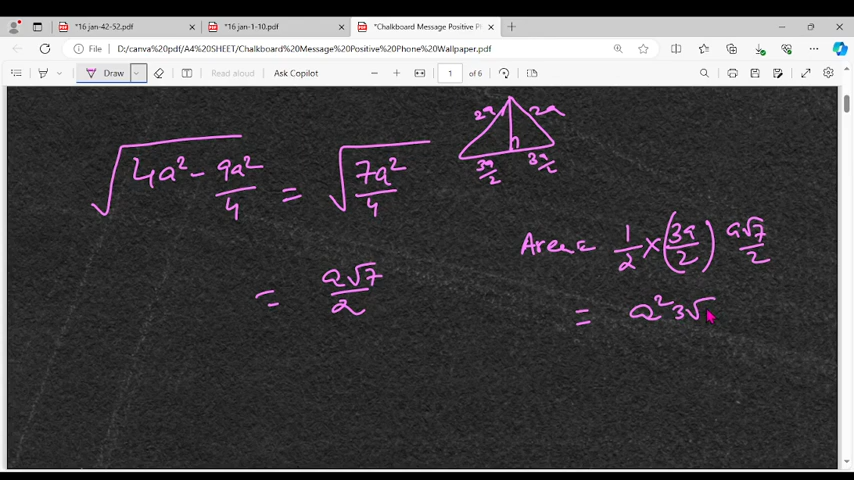 16 jan-42-52.pdf
*16 jan-1-10.pdf
*Chalkboard Message Positive Pl
File D:/canva%20pdf/A4%20SHEET/Chalkboard%20Message%20Positive%20Phone%20Wallpaper.pdf
Draw Read aloud Ask Copilot 1 of 6
2a 2a
3a/2 3a/2
√(4a² - 9a²/4) = √(7a²/4)
Area = 1/2 × (3a/2) a√7/2
= a√7/2
= a² 3√